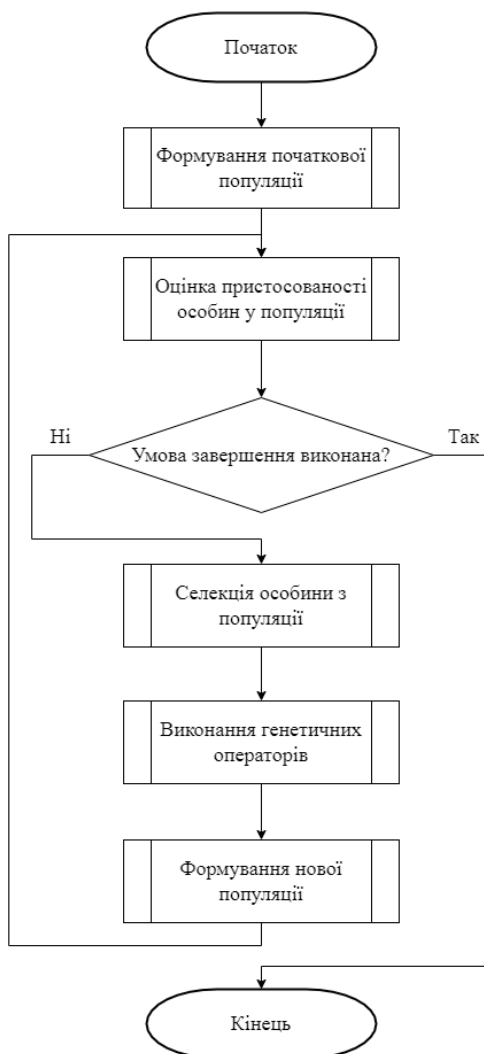 Початок
Формування початкової
популяції
Оцінка пристосованості
особин у популяції
Ні
Так
Умова завершення виконана?
Селекція особини з
популяції
Виконання генетичних
операторів
Формування нової
популяції
Кінець